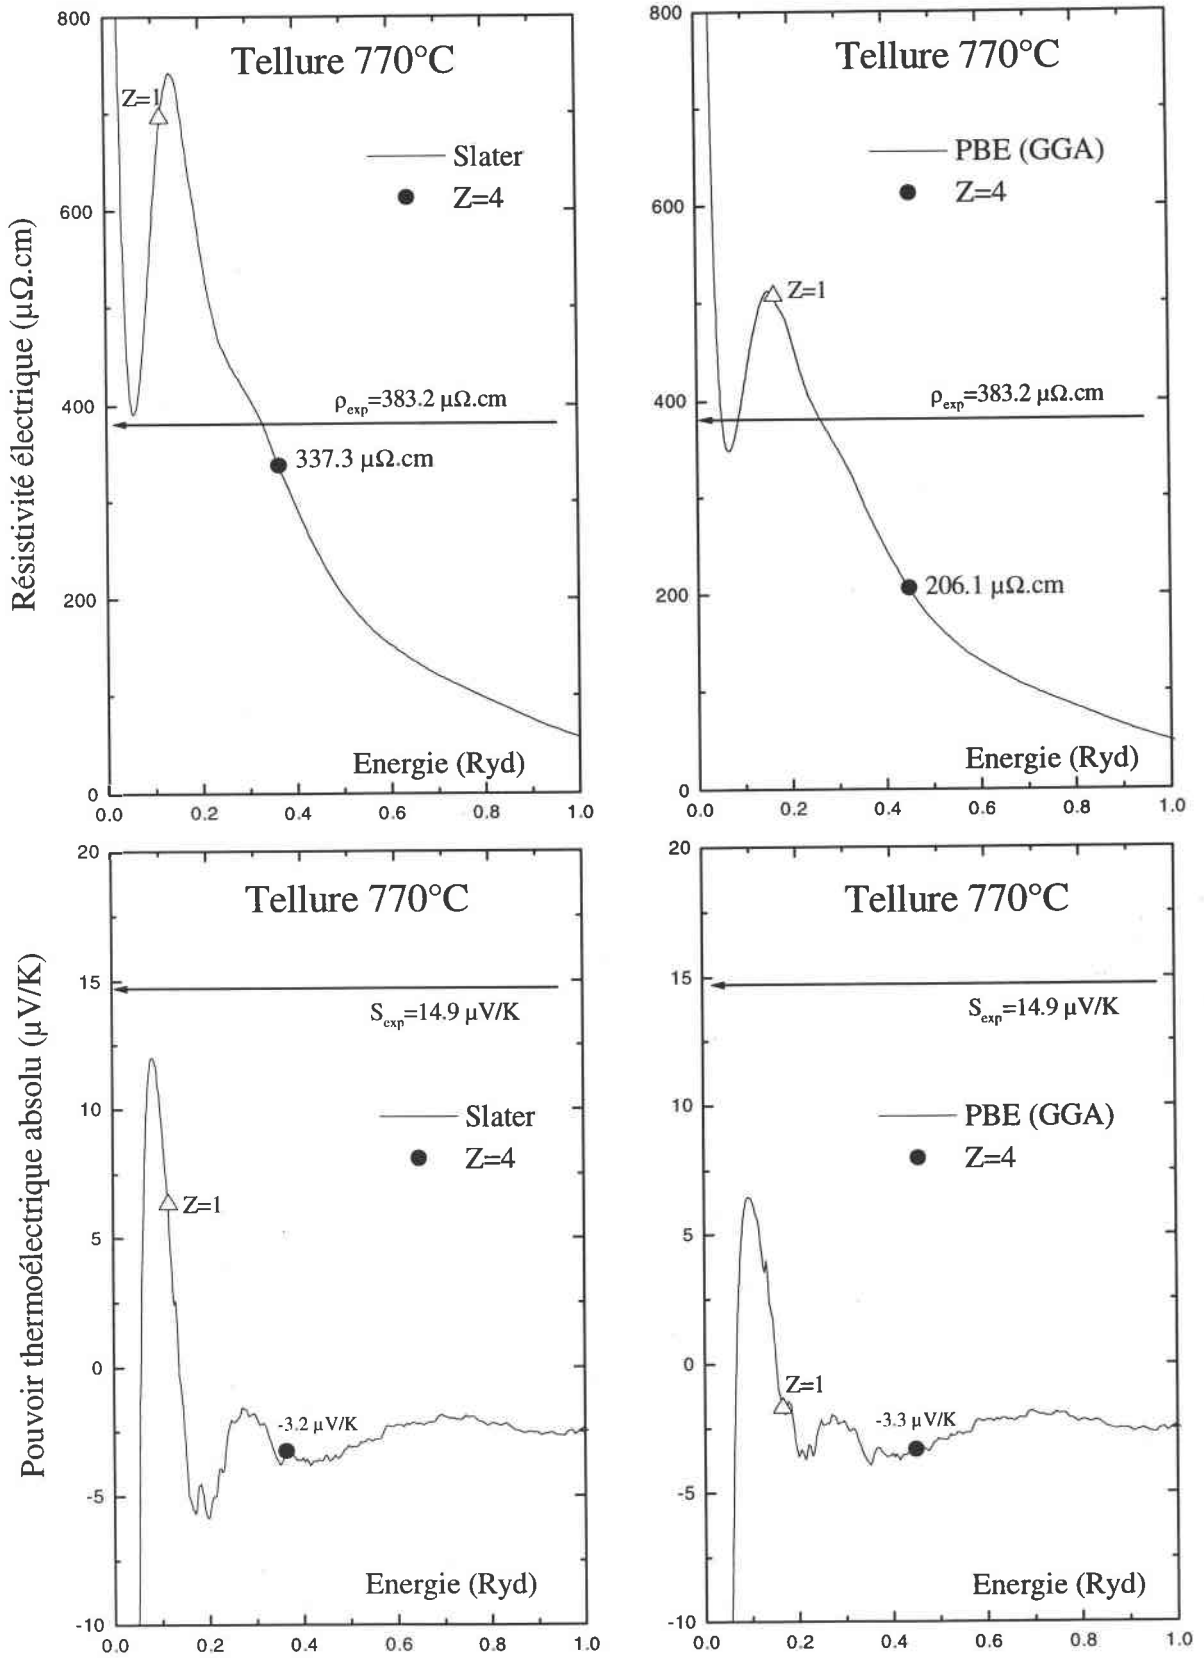 800
600
400
200
0
Tellure 770°C
Z=1
Slater
Z=4
ρexp=383.2 μΩ.cm
337.3 μΩ.cm
Energie (Ryd)
0.0 0.2 0.4 0.6 0.8 1.0
Résistivité électrique (μΩ.cm)
800
600
400
200
0
Tellure 770°C
PBE (GGA)
Z=4
Z=1
ρexp=383.2 μΩ.cm
206.1 μΩ.cm
Energie (Ryd)
0.0 0.2 0.4 0.6 0.8 1.0
20
15
10
5
0
-5
-10
Tellure 770°C
Sexp=14.9 μV/K
Slater
Z=4
Z=1
-3.2 μV/K
Energie (Ryd)
0.0 0.2 0.4 0.6 0.8 1.0
Pouvoir thermoélectrique absolu (μV/K)
20
15
10
5
0
-5
-10
Tellure 770°C
Sexp=14.9 μV/K
PBE (GGA)
Z=4
Z=1
-3.3 μV/K
Energie (Ryd)
0.0 0.2 0.4 0.6 0.8 1.0